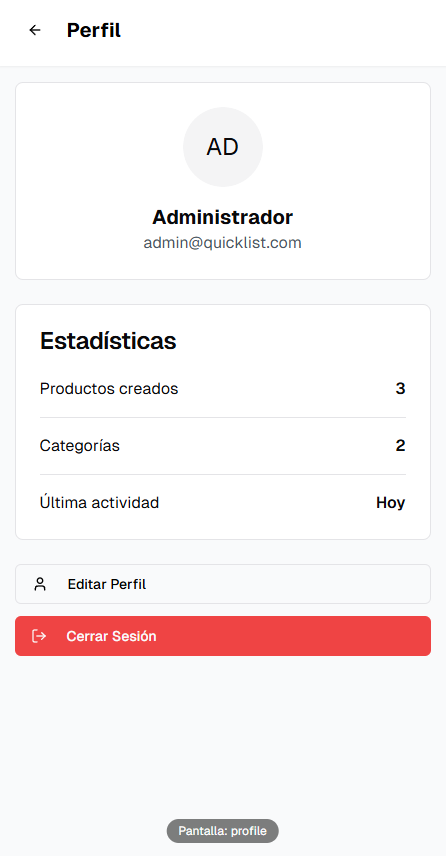 Perfil
AD
Administrador
admin@quicklist.com
Estadísticas
Productos creados 3
Categorías 2
Última actividad Hoy
Editar Perfil
Cerrar Sesión
Pantalla: profile